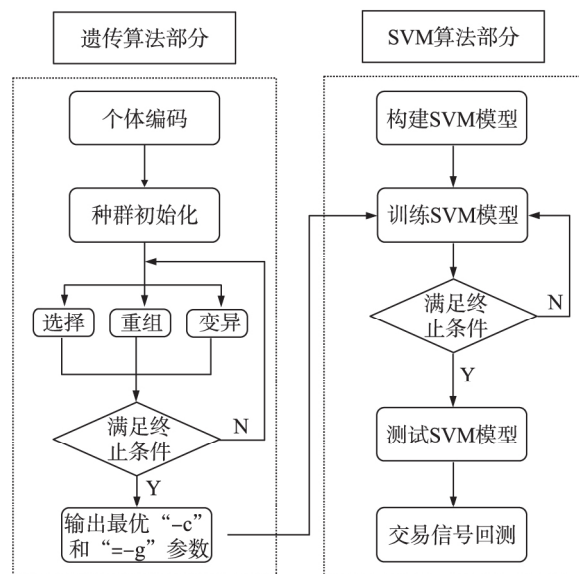 遗传算法部分
个体编码
种群初始化
选择
重组
变异
满足终
止条件
N
Y
输出最优“-c”
和“=-g”参数
SVM算法部分
构建SVM模型
训练SVM模型
满足终
止条件
N
Y
测试SVM模型
交易信号回测